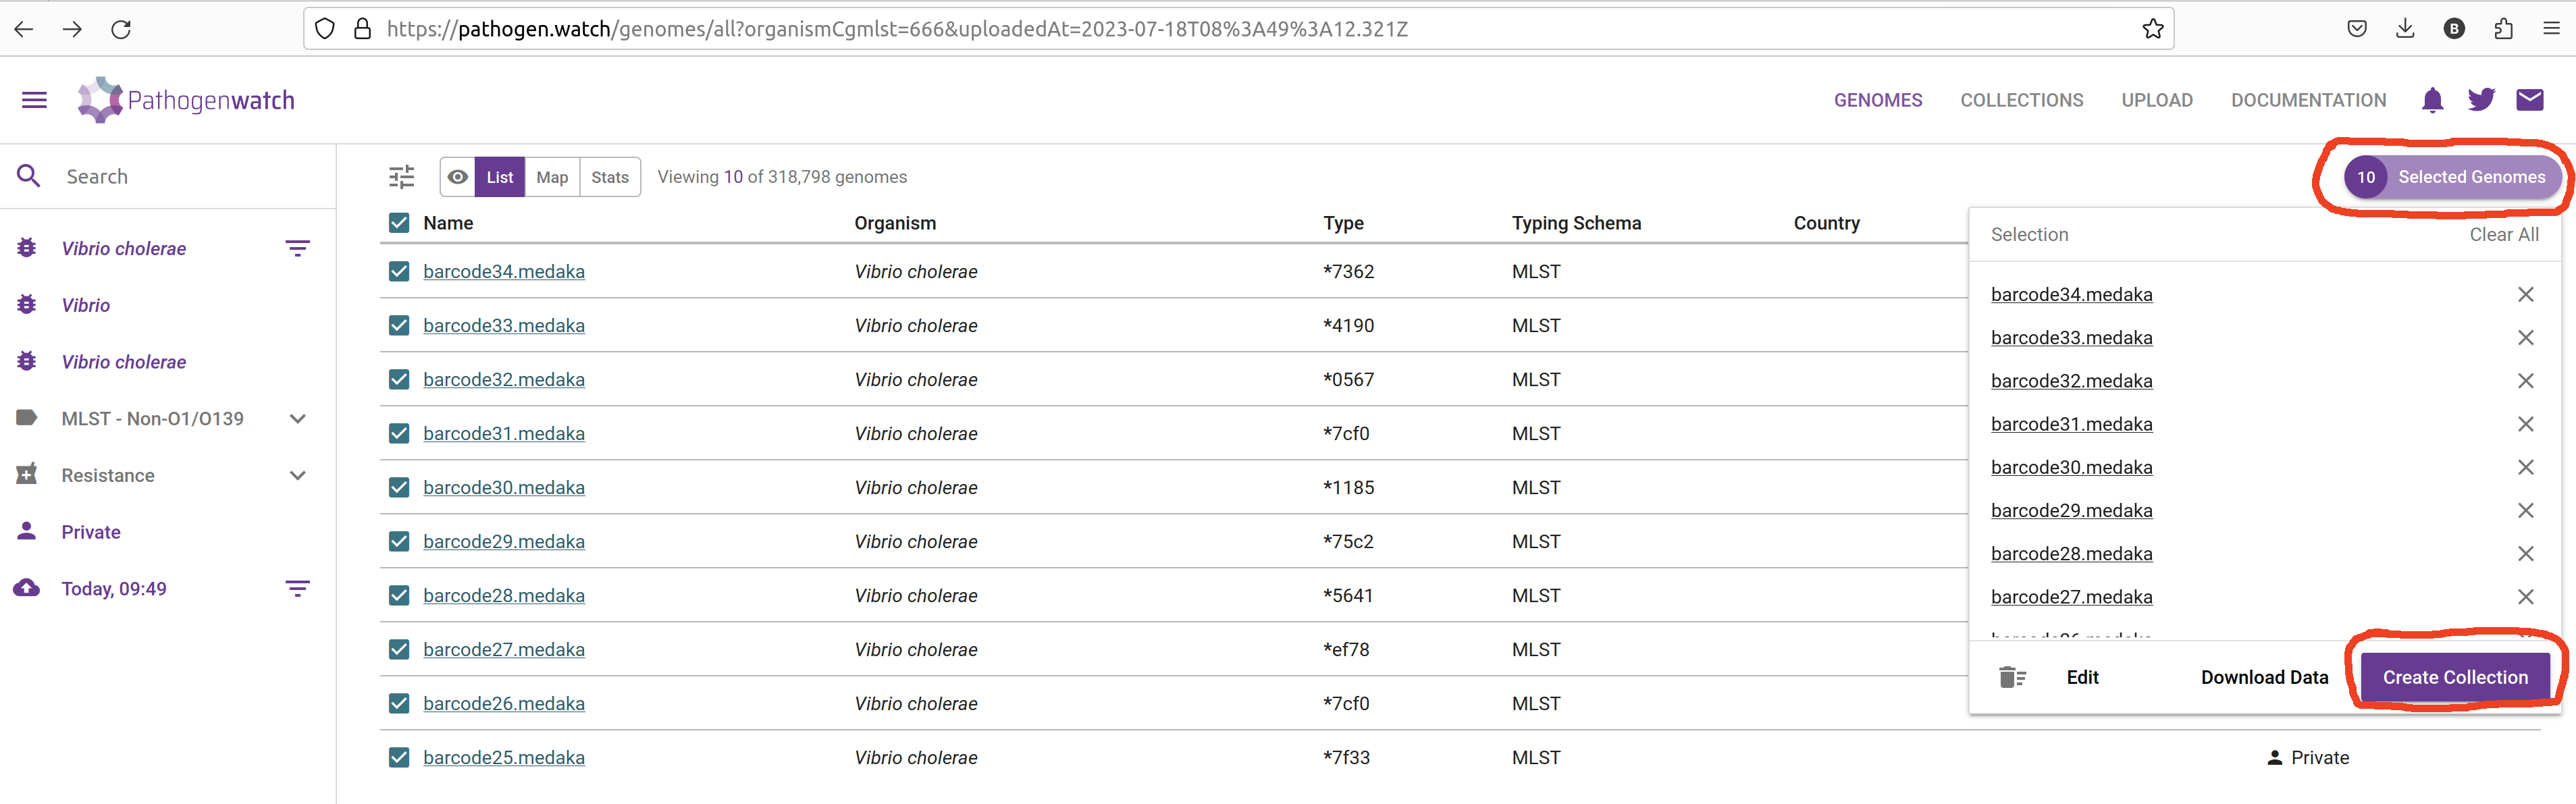 https://pathogen.watch/genomes/all?organismCgmlst=666&uploadedAt=2023-07-18T08%3A49%3A12.321Z
B
Pathogenwatch
GENOMES COLLECTIONS UPLOAD DOCUMENTATION
Search
List Map Stats Viewing 10 of 318,798 genomes
10 Selected Genomes
Name Organism Type Typing Schema Country
Vibrio cholerae
Vibrio
Vibrio cholerae
MLST - Non-O1/O139
Resistance
Private
Today, 09:49
barcode34.medaka Vibrio cholerae *7362 MLST
barcode33.medaka Vibrio cholerae *4190 MLST
barcode32.medaka Vibrio cholerae *0567 MLST
barcode31.medaka Vibrio cholerae *7cf0 MLST
barcode30.medaka Vibrio cholerae *1185 MLST
barcode29.medaka Vibrio cholerae *75c2 MLST
barcode28.medaka Vibrio cholerae *5641 MLST
barcode27.medaka Vibrio cholerae *ef78 MLST
barcode26.medaka Vibrio cholerae *7cf0 MLST
barcode25.medaka Vibrio cholerae *7f33 MLST Private
Selection Clear All
barcode34.medaka
barcode33.medaka
barcode32.medaka
barcode31.medaka
barcode30.medaka
barcode29.medaka
barcode28.medaka
barcode27.medaka
Edit Download Data Create Collection